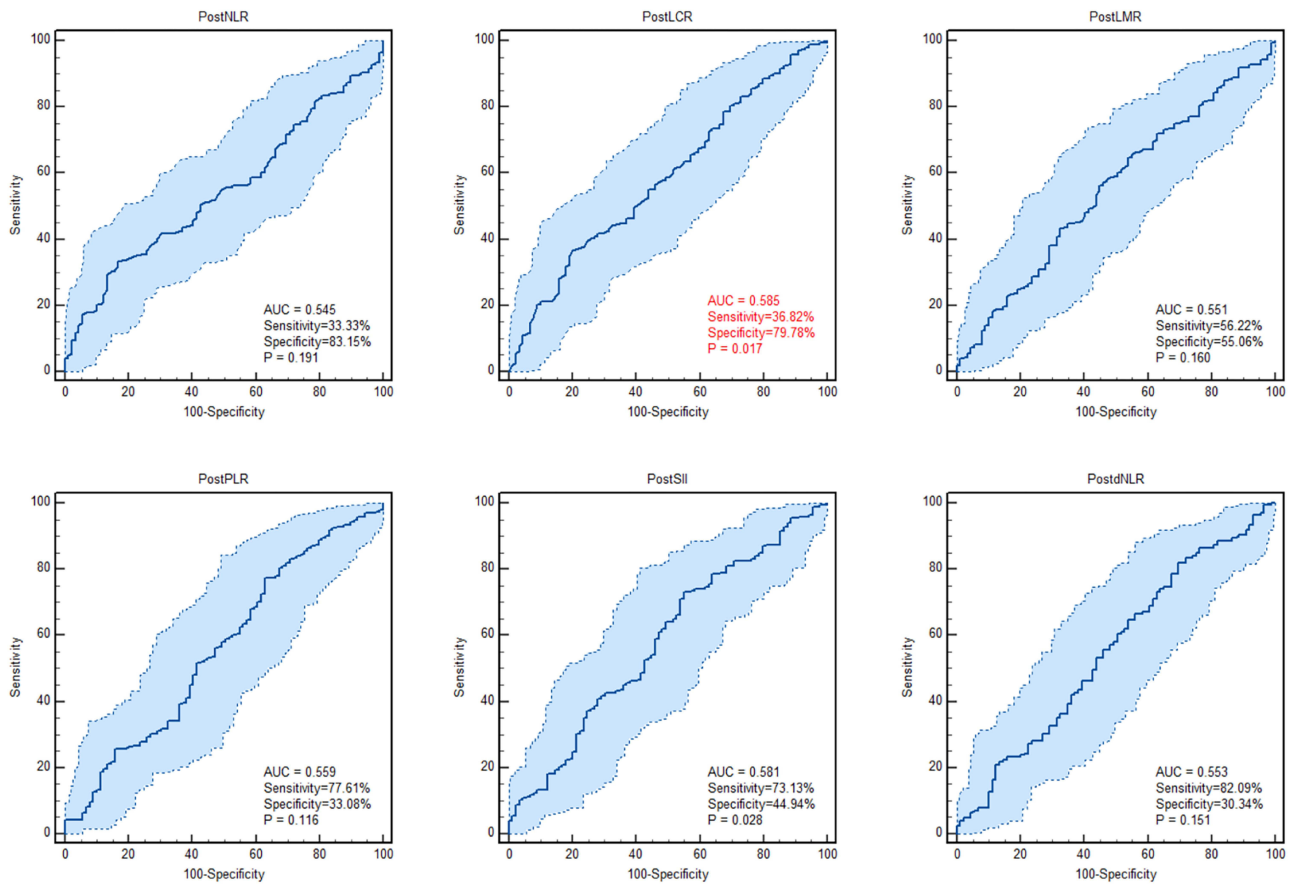 PostNLR
100
80
60
40
20
0
Sensitivity
AUC = 0.545
Sensitivity=33.33%
Specificity=83.15%
P = 0.191
0 20 40 60 80 100
100-Specificity
PostLCR
100
80
60
40
20
0
Sensitivity
AUC = 0.585
Sensitivity=36.82%
Specificity=79.78%
P = 0.017
0 20 40 60 80 100
100-Specificity
PostLMR
100
80
60
40
20
0
Sensitivity
AUC = 0.551
Sensitivity=56.22%
Specificity=55.06%
P = 0.160
0 20 40 60 80 100
100-Specificity
PostPLR
100
80
60
40
20
0
Sensitivity
AUC = 0.559
Sensitivity=77.61%
Specificity=33.08%
P = 0.116
0 20 40 60 80 100
100-Specificity
PostSII
100
80
60
40
20
0
Sensitivity
AUC = 0.581
Sensitivity=73.13%
Specificity=44.94%
P = 0.028
0 20 40 60 80 100
100-Specificity
PostdNLR
100
80
60
40
20
0
Sensitivity
AUC = 0.553
Sensitivity=82.09%
Specificity=30.34%
P = 0.151
0 20 40 60 80 100
100-Specificity